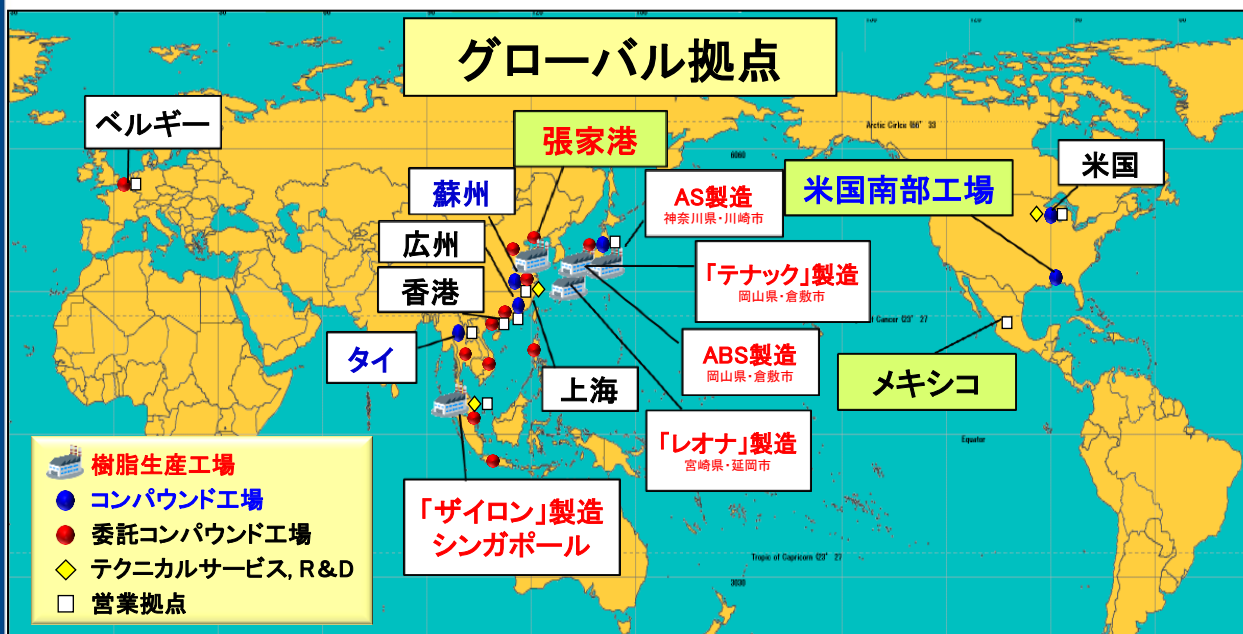 グローバル拠点
ベルギー
張家港
蘇州
広州
香港
タイ
上海
AS製造
神奈川県・川崎市
「テナック」製造
岡山県・倉敷市
ABS製造
岡山県・倉敷市
「レオナ」製造
宮崎県・延岡市
「ザイロン」製造
シンガポール
米国南部工場
米国
メキシコ
樹脂生産工場
コンパウンド工場
委託コンパウンド工場
テクニカルサービス, R&D
営業拠点
Equator
Tropic of Capricorn (23° 27